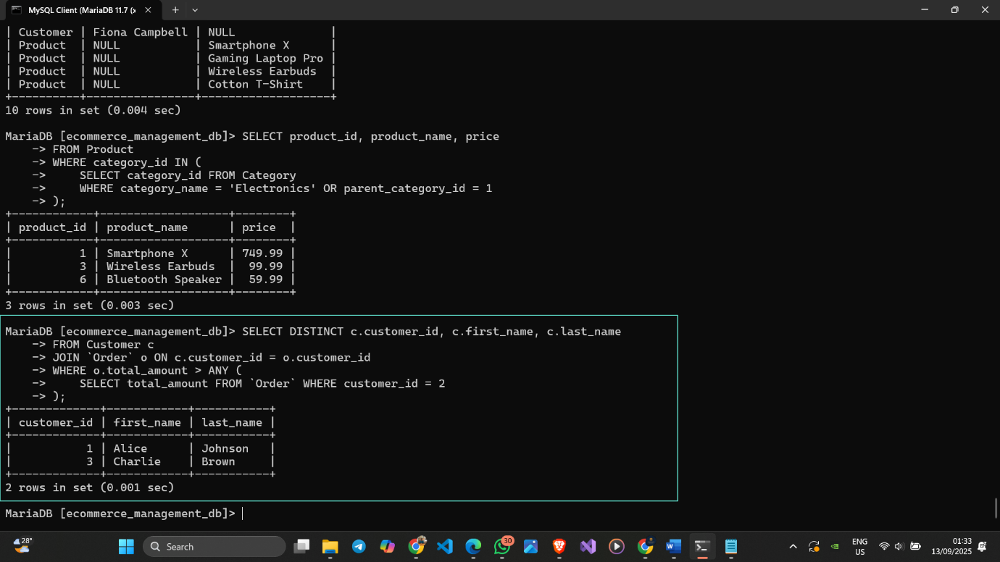 MySQL Client (MariaDB 11.7 (x
| Customer | Fiona Campbell | NULL              |
| Product  | NULL           | Smartphone X      |
| Product  | NULL           | Gaming Laptop Pro |
| Product  | NULL           | Wireless Earbuds  |
| Product  | NULL           | Cotton T-Shirt    |
+----------+----------------+-------------------+
10 rows in set (0.004 sec)
MariaDB [ecommerce_management_db]> SELECT product_id, product_name, price
    -> FROM Product
    -> WHERE category_id IN (
    ->     SELECT category_id FROM Category
    ->     WHERE category_name = 'Electronics' OR parent_category_id = 1
    -> );
+------------+-------------------+--------+
| product_id | product_name      | price  |
+------------+-------------------+--------+
|          1 | Smartphone X      | 749.99 |
|          3 | Wireless Earbuds  |  99.99 |
|          6 | Bluetooth Speaker |  59.99 |
+------------+-------------------+--------+
3 rows in set (0.003 sec)
MariaDB [ecommerce_management_db]> SELECT DISTINCT c.customer_id, c.first_name, c.last_name
    -> FROM Customer c
    -> JOIN `Order` o ON c.customer_id = o.customer_id
    -> WHERE o.total_amount > ANY (
    ->     SELECT total_amount FROM `Order` WHERE customer_id = 2
    -> );
+-------------+------------+-----------+
| customer_id | first_name | last_name |
+-------------+------------+-----------+
|           1 | Alice      | Johnson   |
|           3 | Charlie    | Brown     |
+-------------+------------+-----------+
2 rows in set (0.001 sec)
MariaDB [ecommerce_management_db]>
28°
Search
30
ENG
US
01:33
13/09/2025